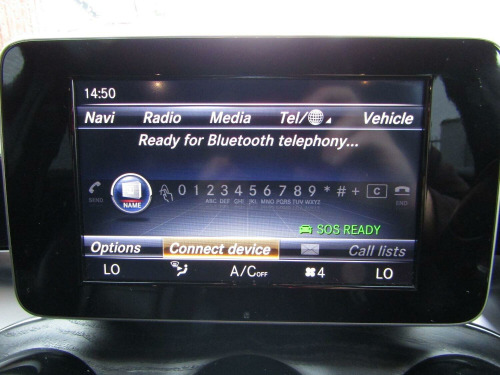 14:50
Navi Radio Media Tel/ Vehicle
Ready for Bluetooth telephony...
SEND NAME 0 1 2 3 4 5 6 7 8 9 * # + C END
ABC DEF GHI JKL MNO PQRS TUV WXYZ
SOS READY
Options Connect device Call lists
LO A/C OFF 4 LO